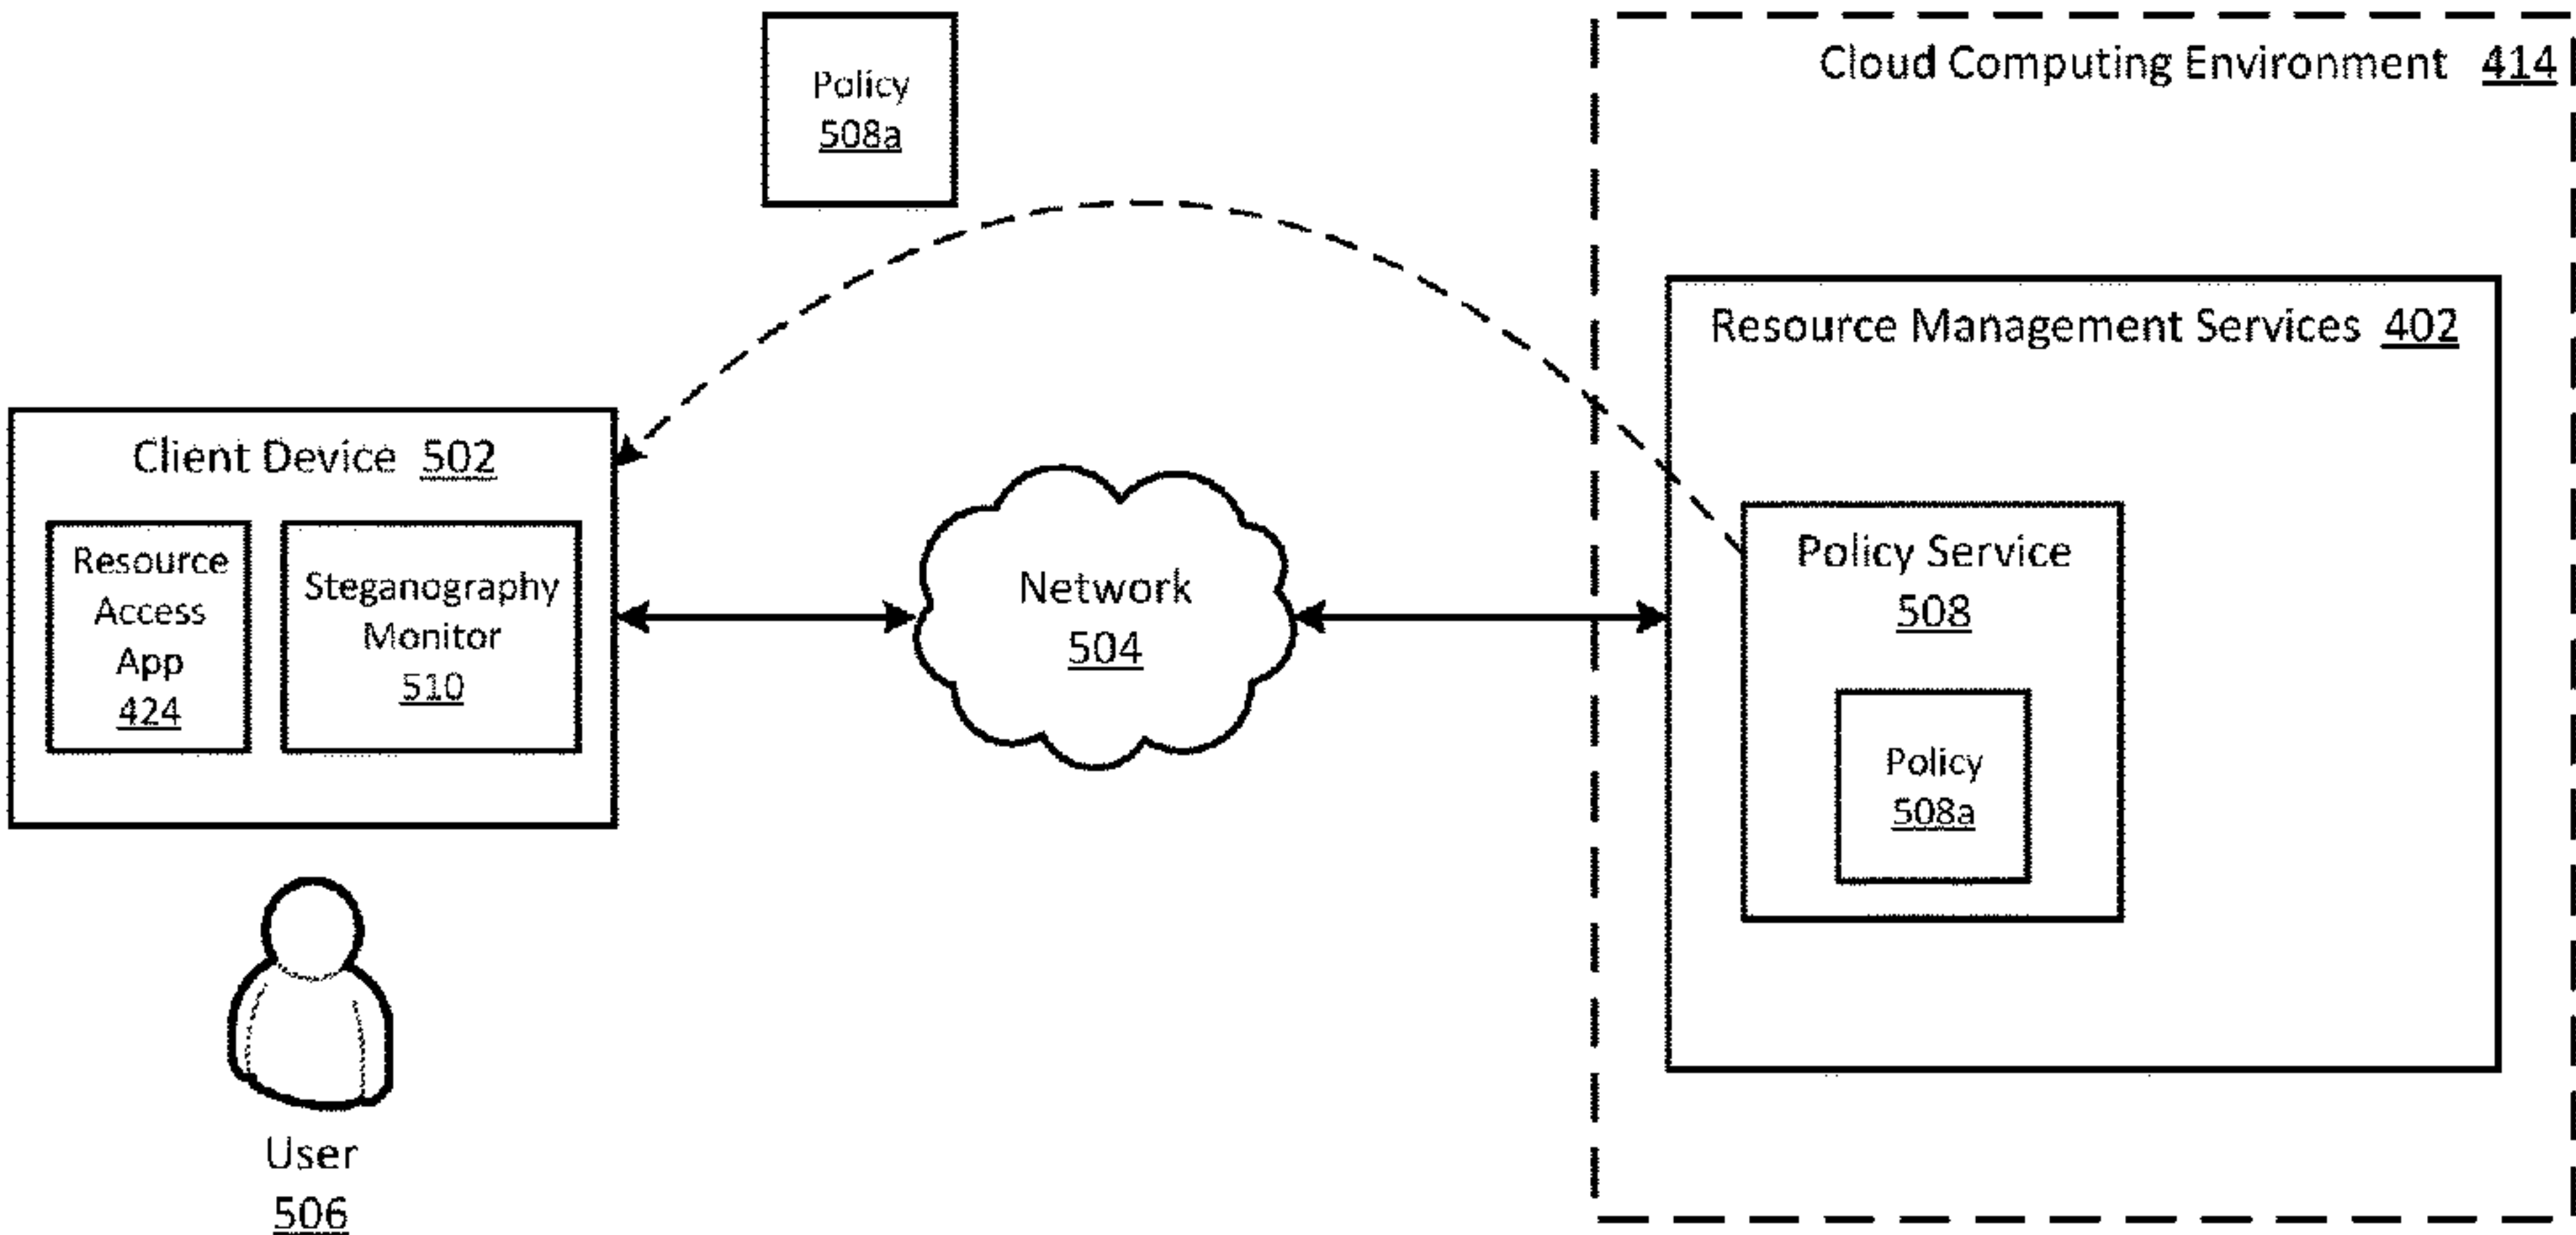 Policy
508a
Cloud Computing Environment 414
Resource Management Services 402
Client Device 502
Resource
Access
App
424
Steganography
Monitor
510
Network
504
Policy Service
508
Policy
508a
User
506